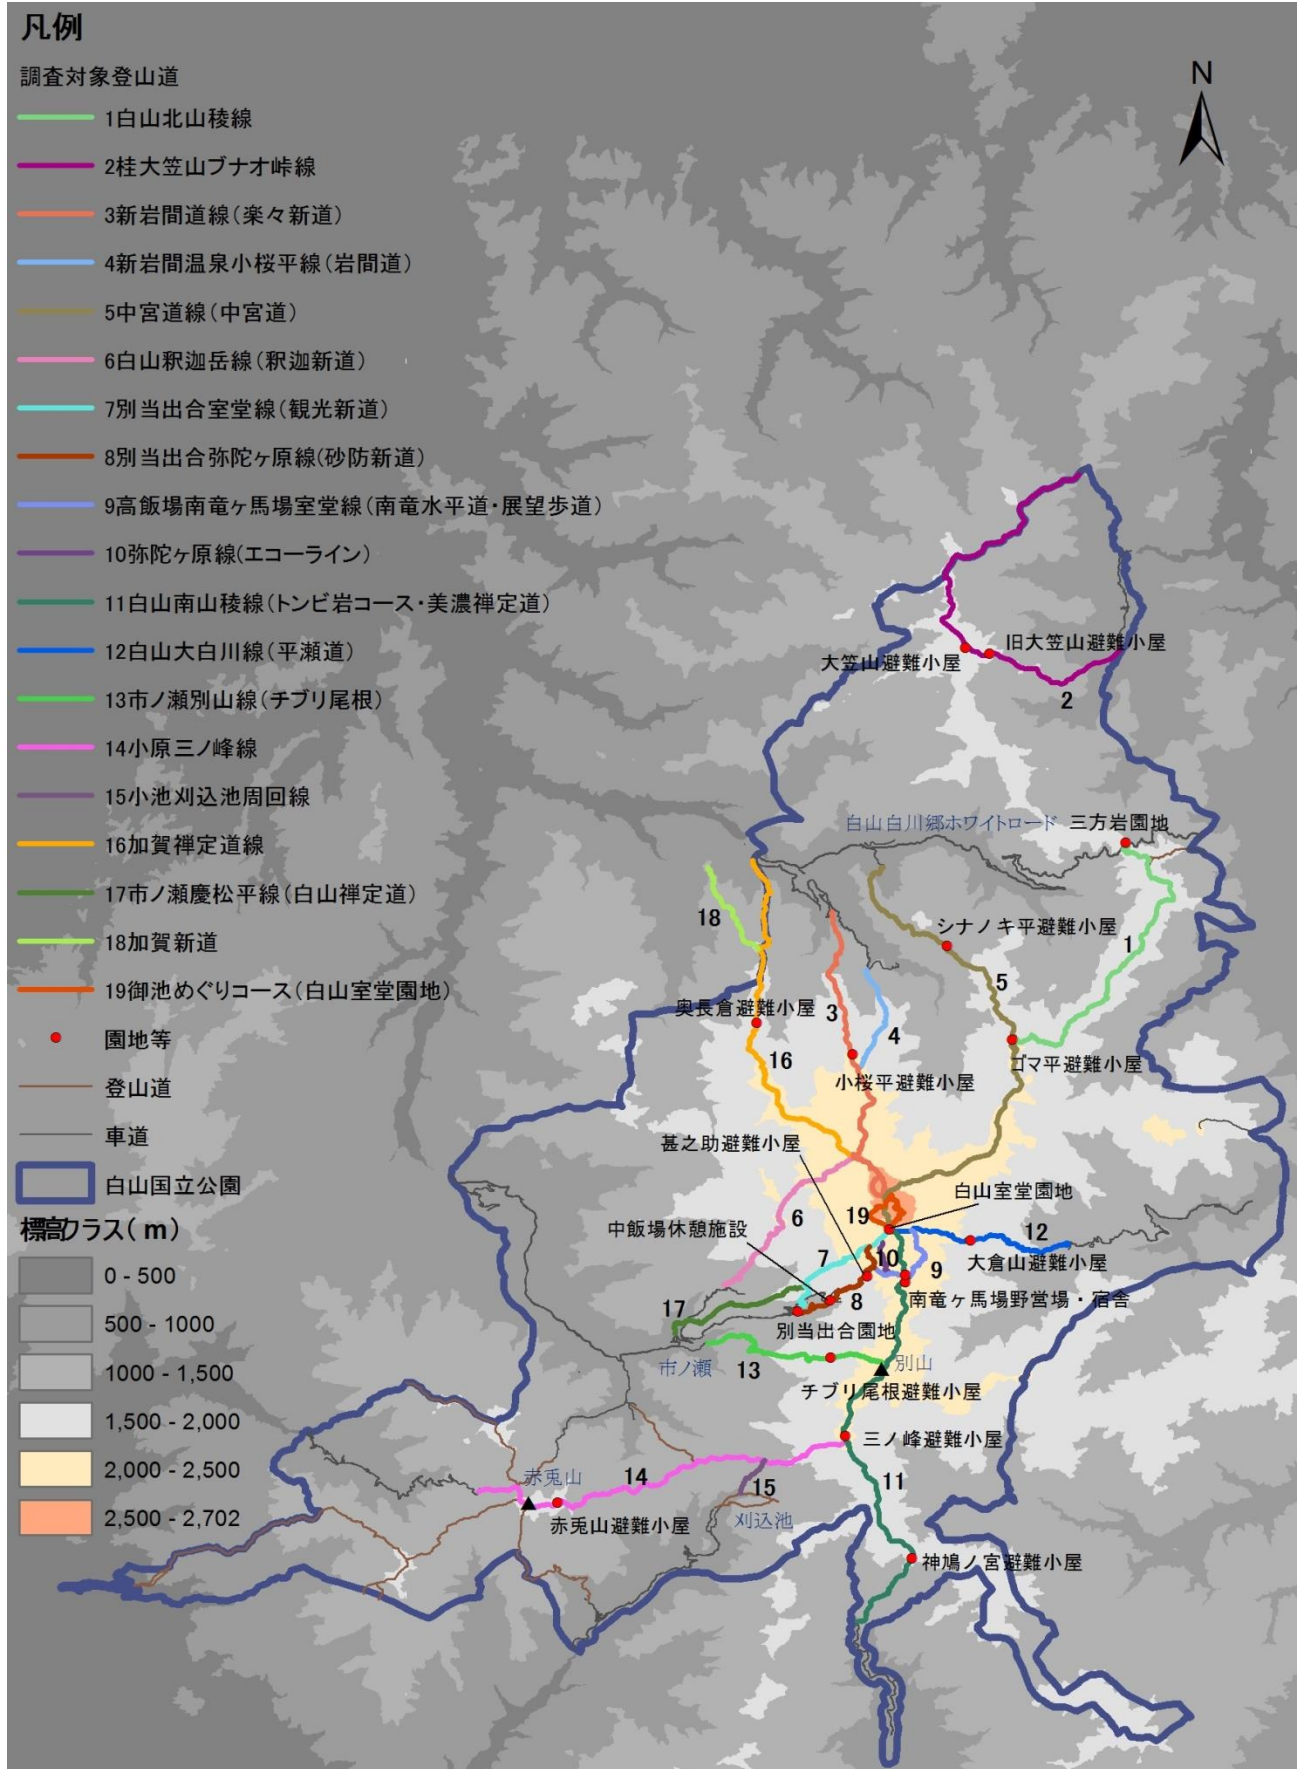 凡例
調査対象登山道
1白山北山稜線
2桂大笠山ブナオ峠線
3新岩間道線（楽々新道）
4新岩間温泉小桜平線（岩間道）
5中宮道線（中宮道）
6白山釈迦岳線（釈迦新道）
7別当出合室堂線（観光新道）
8別当出合弥陀ヶ原線(砂防新道）
9高飯場南竜ヶ馬場室堂線（南竜水平道・展望歩道）
10弥陀ヶ原線(エコーライン）
11白山南山稜線（トンビ岩コース・美濃禅定道）
12白山大白川線（平瀬道）
13市ノ瀬別山線（チブリ尾根）
14小原三ノ峰線
15小池刈込池周回線
16加賀禅定道線
17市ノ瀬慶松平線（白山禅定道）
18加賀新道
19御池めぐりコース（白山室堂園地）
園地等
登山道
車道
白山国立公園
標高クラス（m）
0 - 500
500 - 1000
1000 - 1,500
1,500 - 2,000
2,000 - 2,500
2,500 - 2,702
N
旧大笠山避難小屋
大笠山避難小屋
2
白山白川郷ホワイトロード
三方岩園地
18
シナノキ平避難小屋
1
5
奥長倉避難小屋
3
4
16
ゴマ平避難小屋
小桜平避難小屋
甚之助避難小屋
白山室堂園地
中飯場休憩施設
6
19
12
7
10
9
大倉山避難小屋
17
8
南竜ヶ馬場野営場・宿舎
別当出合園地
市ノ瀬
13
別山
チブリ尾根避難小屋
三ノ峰避難小屋
赤兎山
14
15
11
赤兎山避難小屋
刈込池
神鳩ノ宮避難小屋